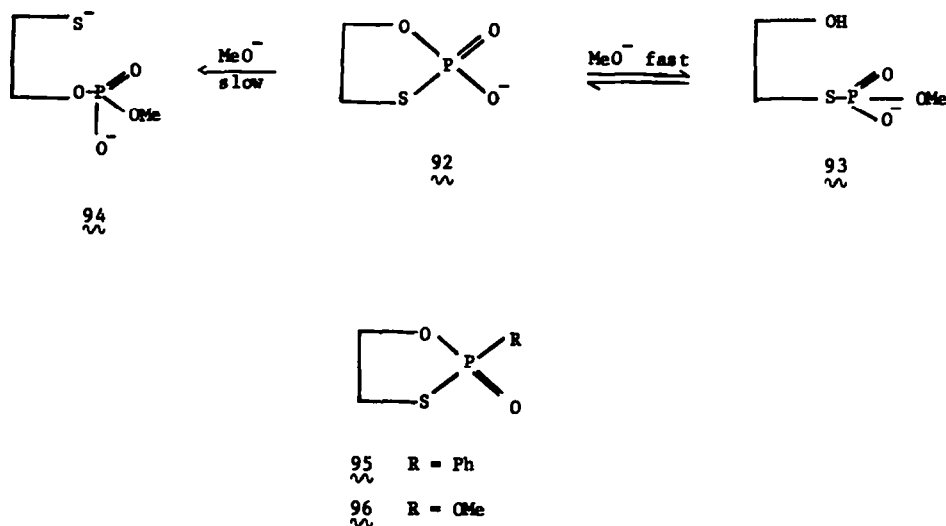 S⁻
O
P
O
OMe
O⁻
94
MeO⁻
slow
O
O
P
S
O⁻
92
MeO⁻ fast
OH
O
S-P
OMe
O⁻
93
O
R
P
S
O
95 R = Ph
96 R = OMe